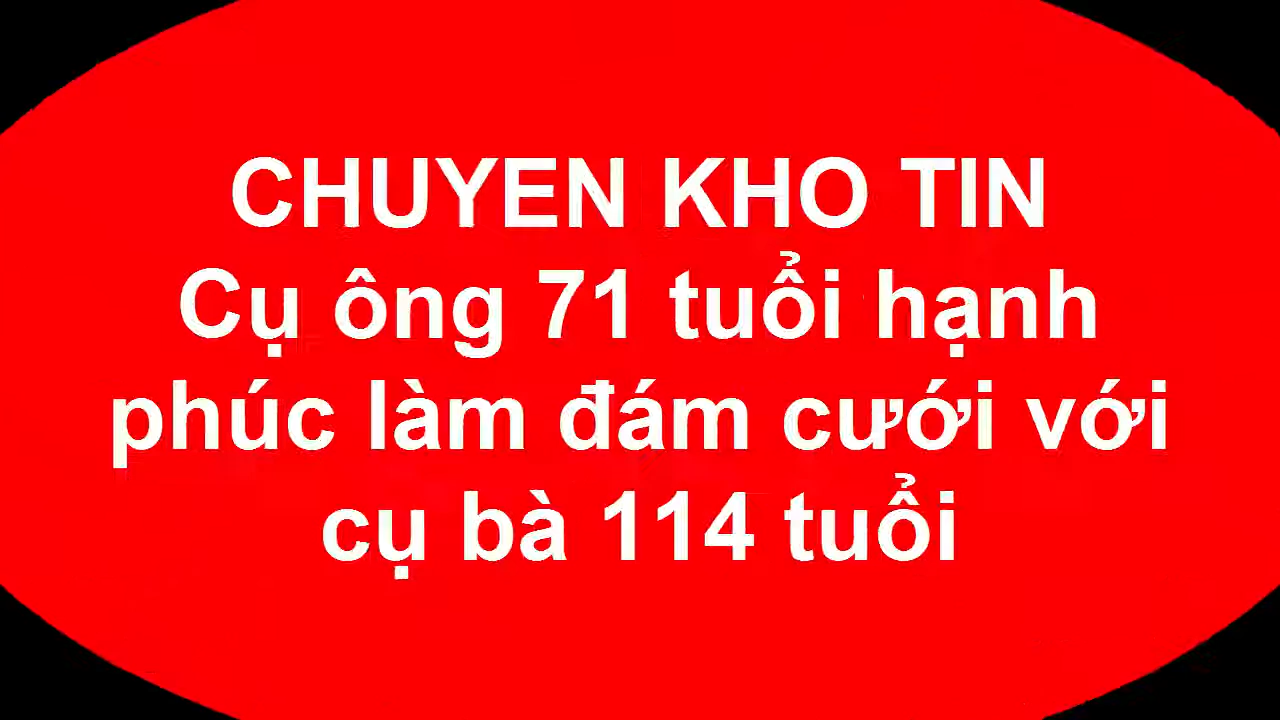 CHUYEN KHO TIN
Cụ ông 71 tuổi hạnh
phúc làm đám cưới với
cụ bà 114 tuổi